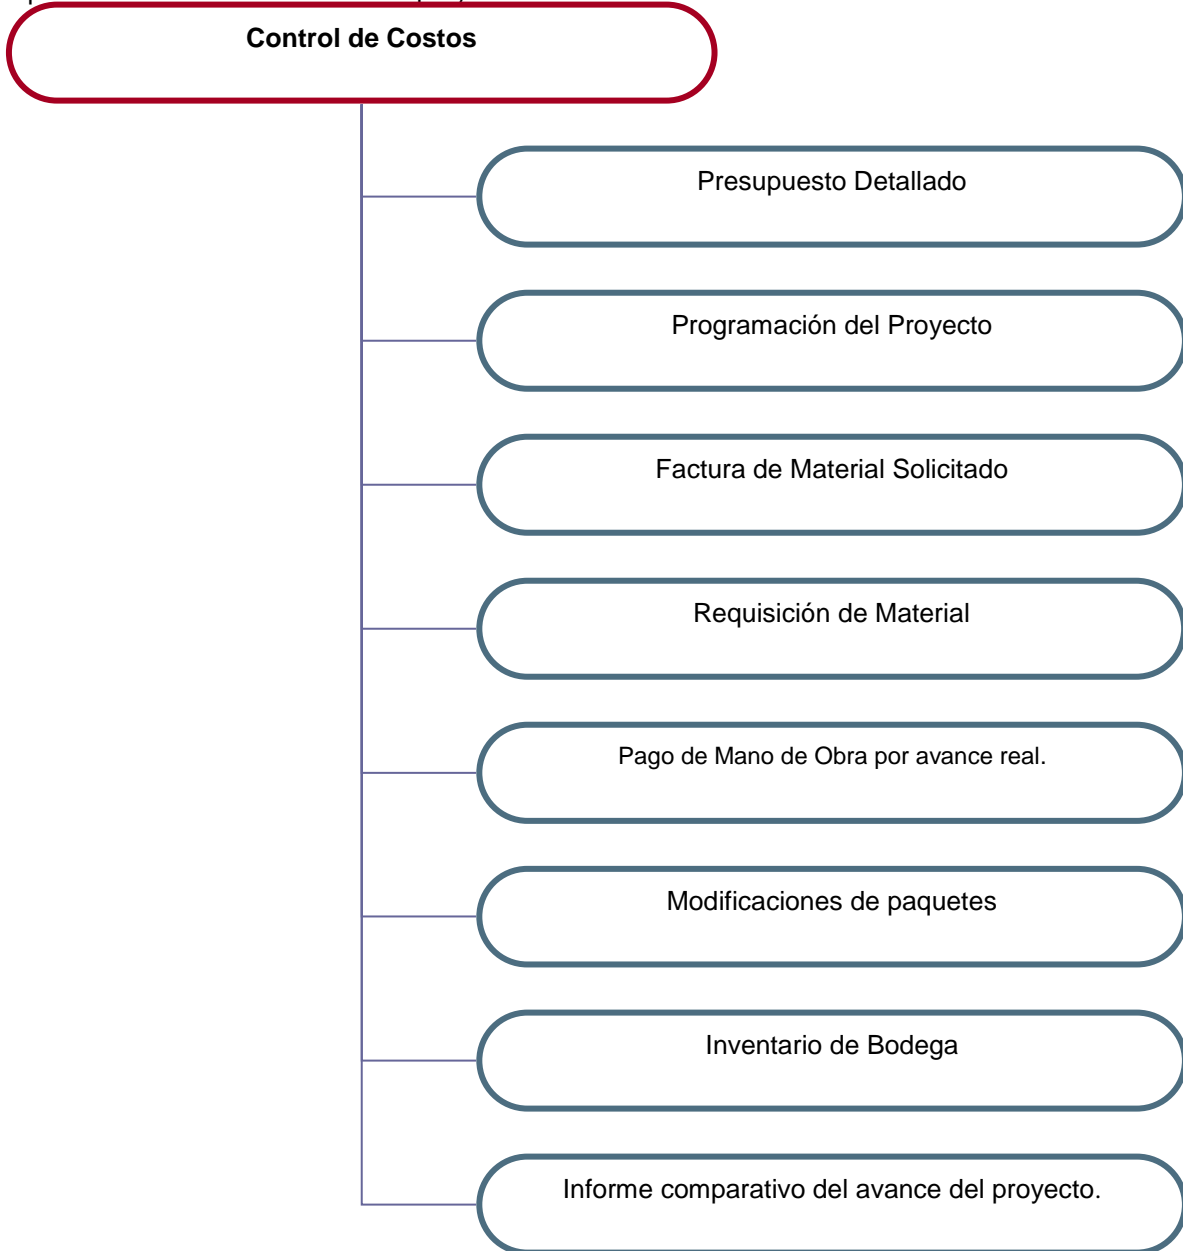 Control de Costos
Presupuesto Detallado
Programación del Proyecto
Factura de Material Solicitado
Requisición de Material
Pago de Mano de Obra por avance real.
Modificaciones de paquetes
Inventario de Bodega
Informe comparativo del avance del proyecto.